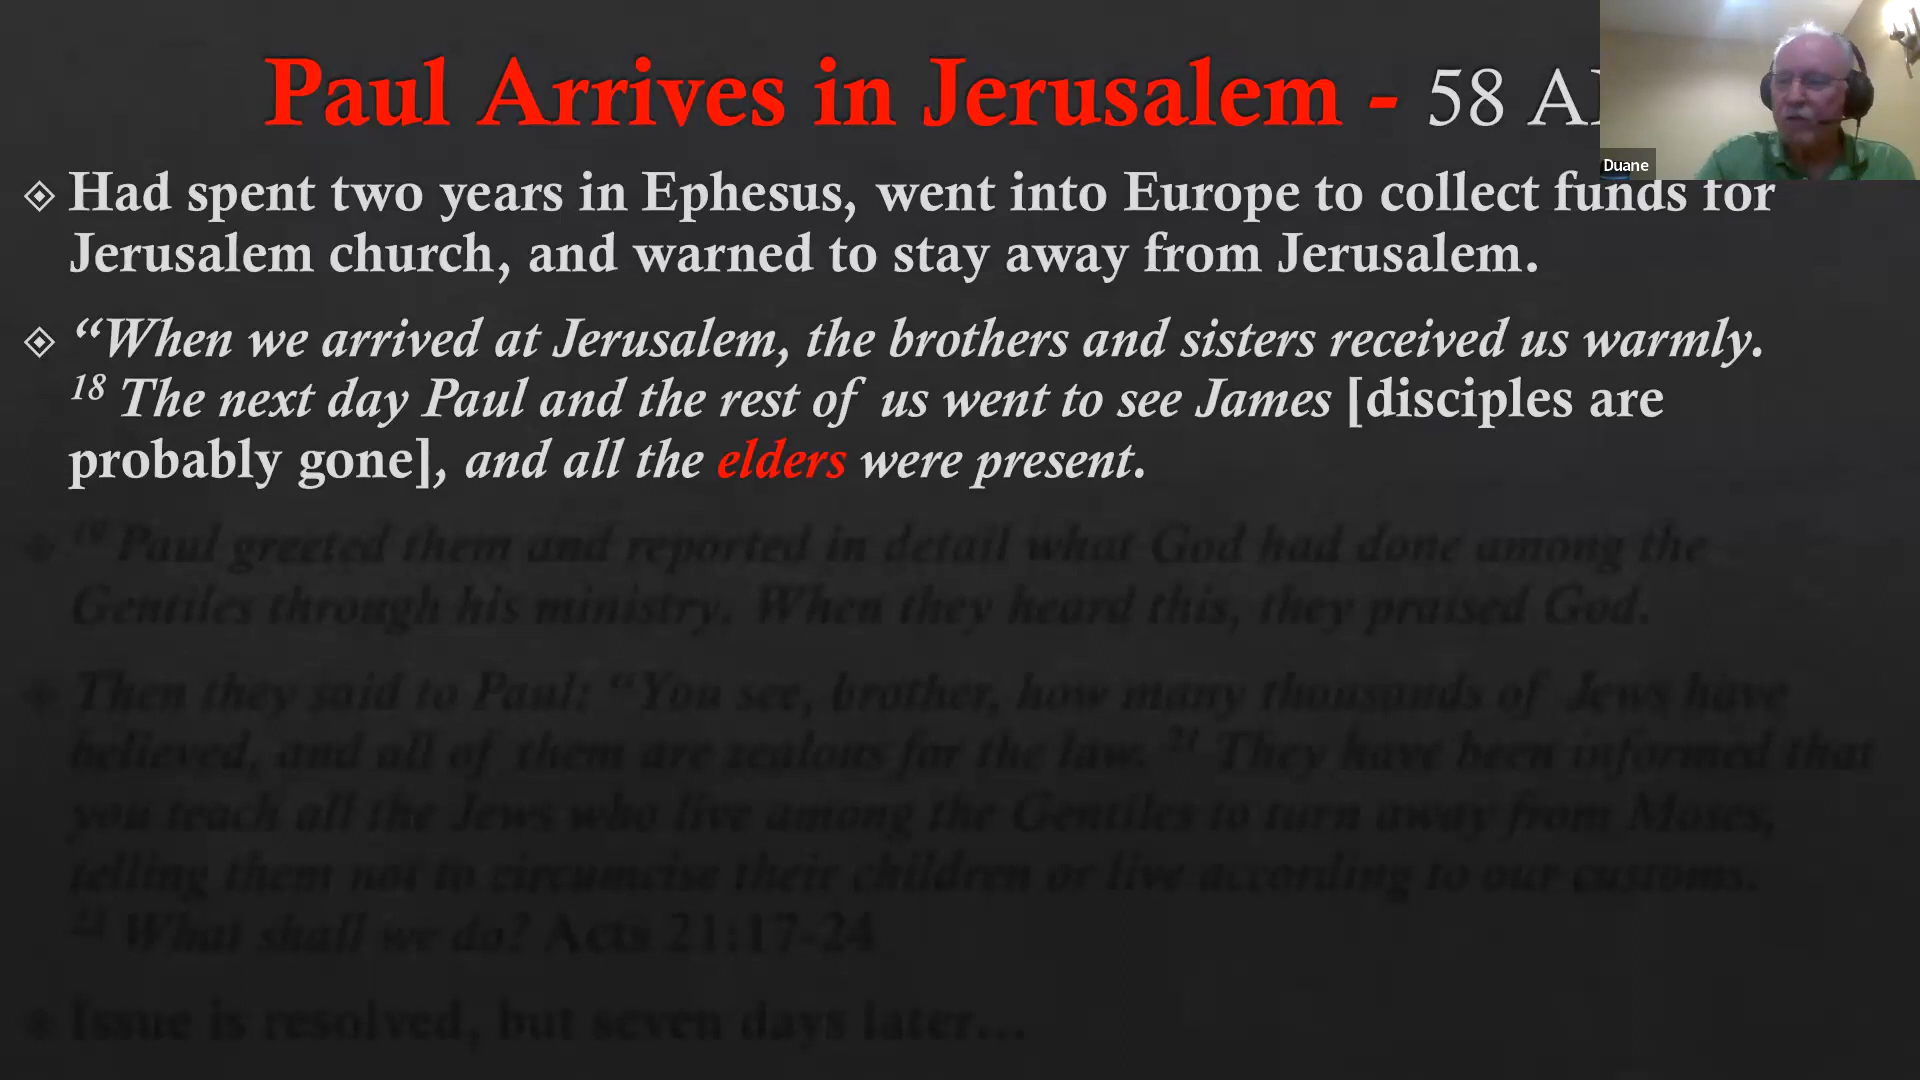 Paul Arrives in Jerusalem - 58 A
Duane
Had spent two years in Ephesus, went into Europe to collect funds for
Jerusalem church, and warned to stay away from Jerusalem.
“When we arrived at Jerusalem, the brothers and sisters received us warmly.
18 The next day Paul and the rest of us went to see James [disciples are
probably gone], and all the elders were present.
19 Paul greeted them and reported in detail what God had done among the
Gentiles through his ministry. When they heard this, they praised God.
Then they said to Paul: “You see, brother, how many thousands of Jews have
believed, and all of them are zealous for the law. 21 They have been informed that
you teach all the Jews who live among the Gentiles to turn away from Moses,
telling them not to circumcise their children or live according to our customs.
22 What shall we do? Acts 21:17-24
Issue is resolved, but seven days later...